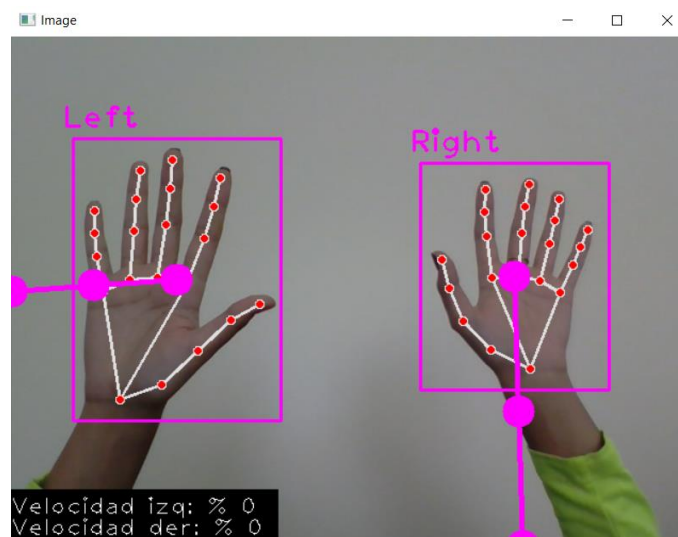 Image
Left
Right
Velocidad izq: % 0
Velocidad der: % 0